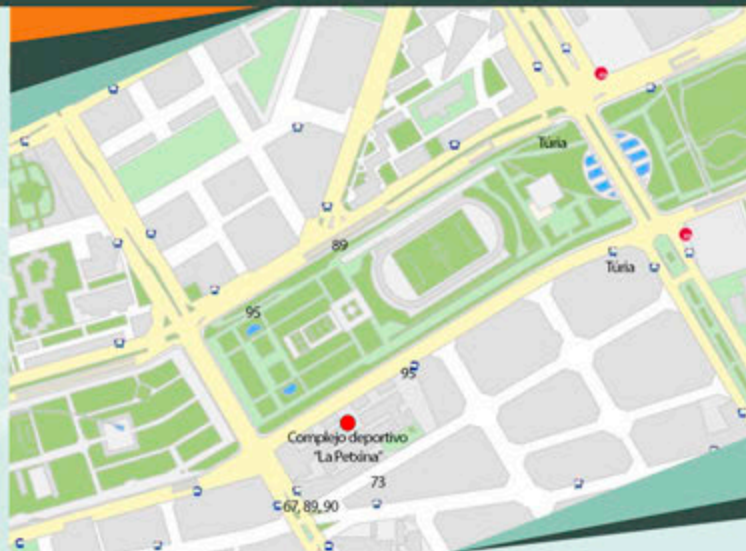 Túria
89
Túria
95
95
Complejo deportivo
"La Petxina"
73
67, 89, 90